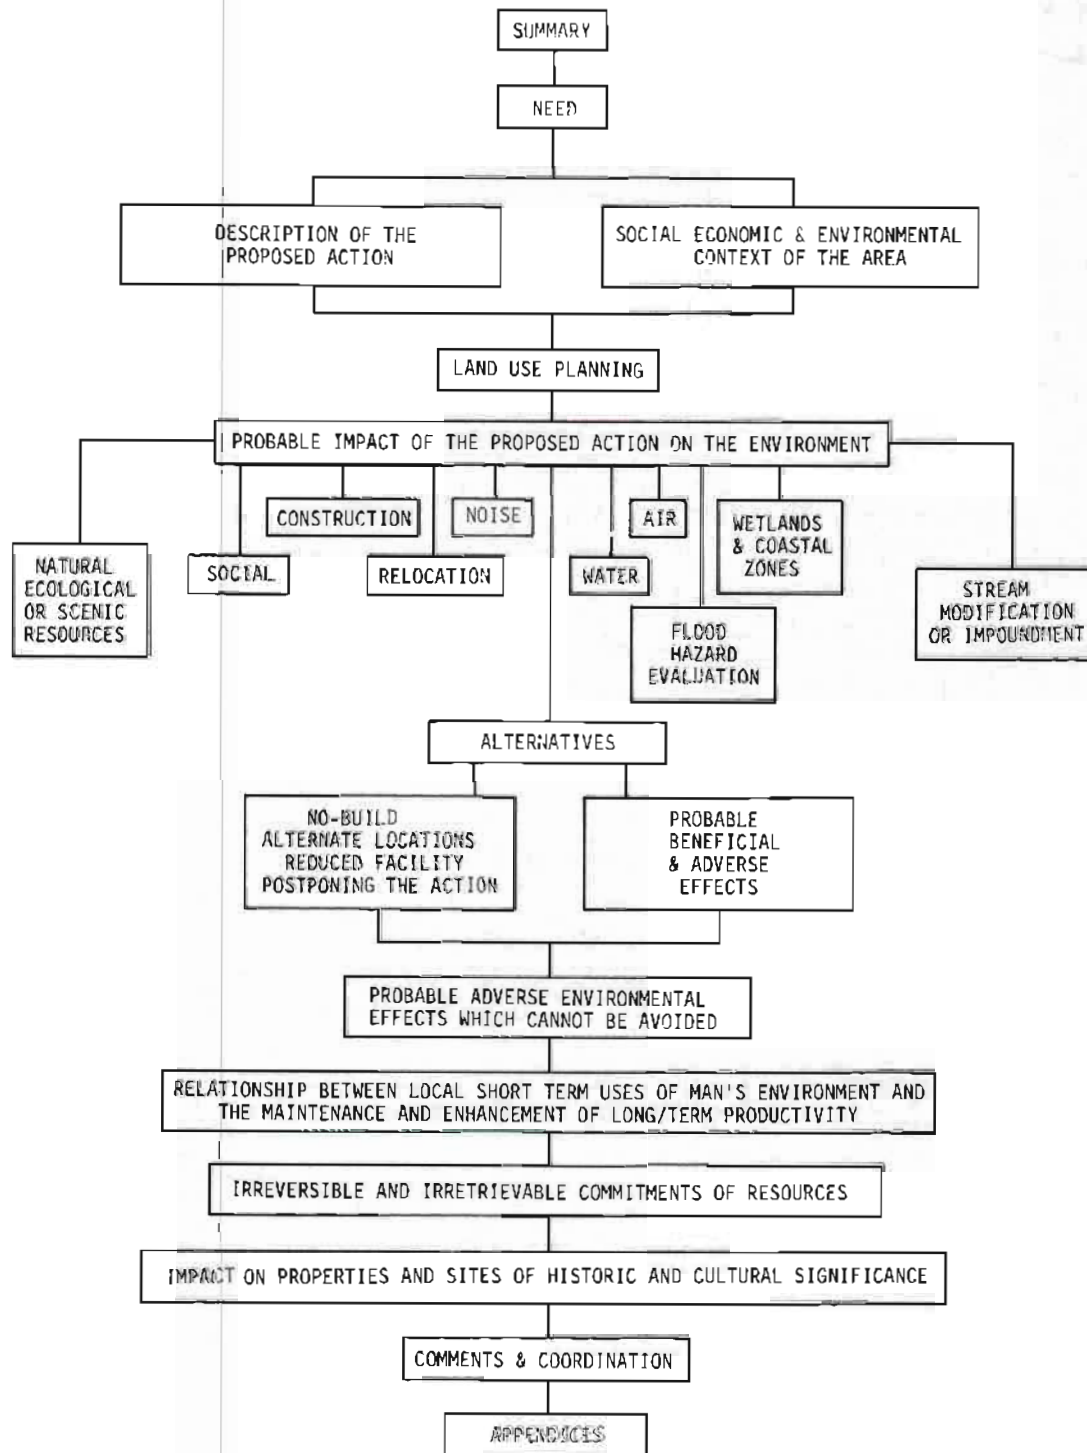 SUMMARY
NEED
DESCRIPTION OF THE
PROPOSED ACTION
SOCIAL ECONOMIC & ENVIRONMENTAL
CONTEXT OF THE AREA
LAND USE PLANNING
PROBABLE IMPACT OF THE PROPOSED ACTION ON THE ENVIRONMENT
NATURAL
ECOLOGICAL
OR SCENIC
RESOURCES
SOCIAL
CONSTRUCTION
RELOCATION
NOISE
WATER
AIR
FLOOD
HAZARD
EVALUATION
WETLANDS
& COASTAL
ZONES
STREAM
MODIFICATION
OR IMPOUNDMENT
ALTERNATIVES
NO-BUILD
ALTERNATE LOCATIONS
REDUCED FACILITY
POSTPONING THE ACTION
PROBABLE
BENEFICIAL
& ADVERSE
EFFECTS
PROBABLE ADVERSE ENVIRONMENTAL
EFFECTS WHICH CANNOT BE AVOIDED
RELATIONSHIP BETWEEN LOCAL SHORT TERM USES OF MAN'S ENVIRONMENT AND
THE MAINTENANCE AND ENHANCEMENT OF LONG/TERM PRODUCTIVITY
IRREVERSIBLE AND IRRETRIEVABLE COMMITMENTS OF RESOURCES
IMPACT ON PROPERTIES AND SITES OF HISTORIC AND CULTURAL SIGNIFICANCE
COMMENTS & COORDINATION
APPENDICES